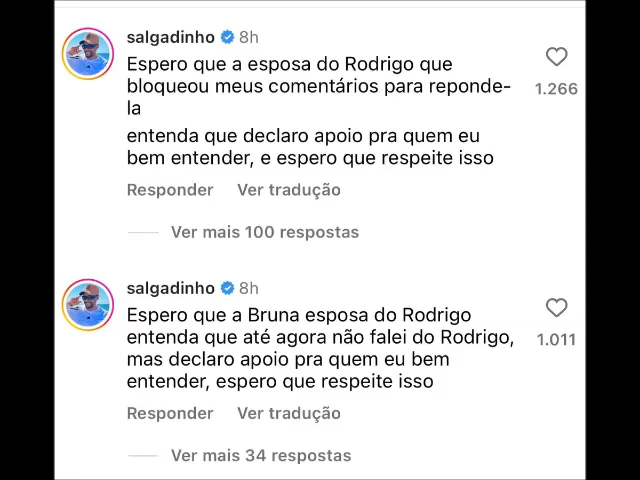 salgadinho 8h
Espero que a esposa do Rodrigo que
bloqueou meus comentários para reponde-
la
1.266
entenda que declaro apoio pra quem eu
bem entender, e espero que respeite isso
Responder Ver tradução
Ver mais 100 respostas
salgadinho 8h
Espero que a Bruna esposa do Rodrigo
entenda que até agora não falei do Rodrigo,
mas declaro apoio pra quem eu bem
entender, espero que respeite isso
1.011
Responder Ver tradução
Ver mais 34 respostas